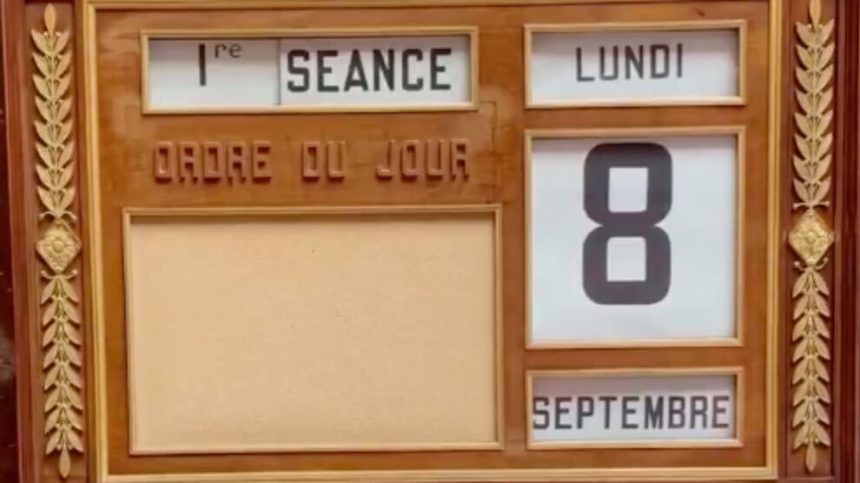 1re SEANCE
ORDRE DU JOUR
LUNDI
8
SEPTEMBRE